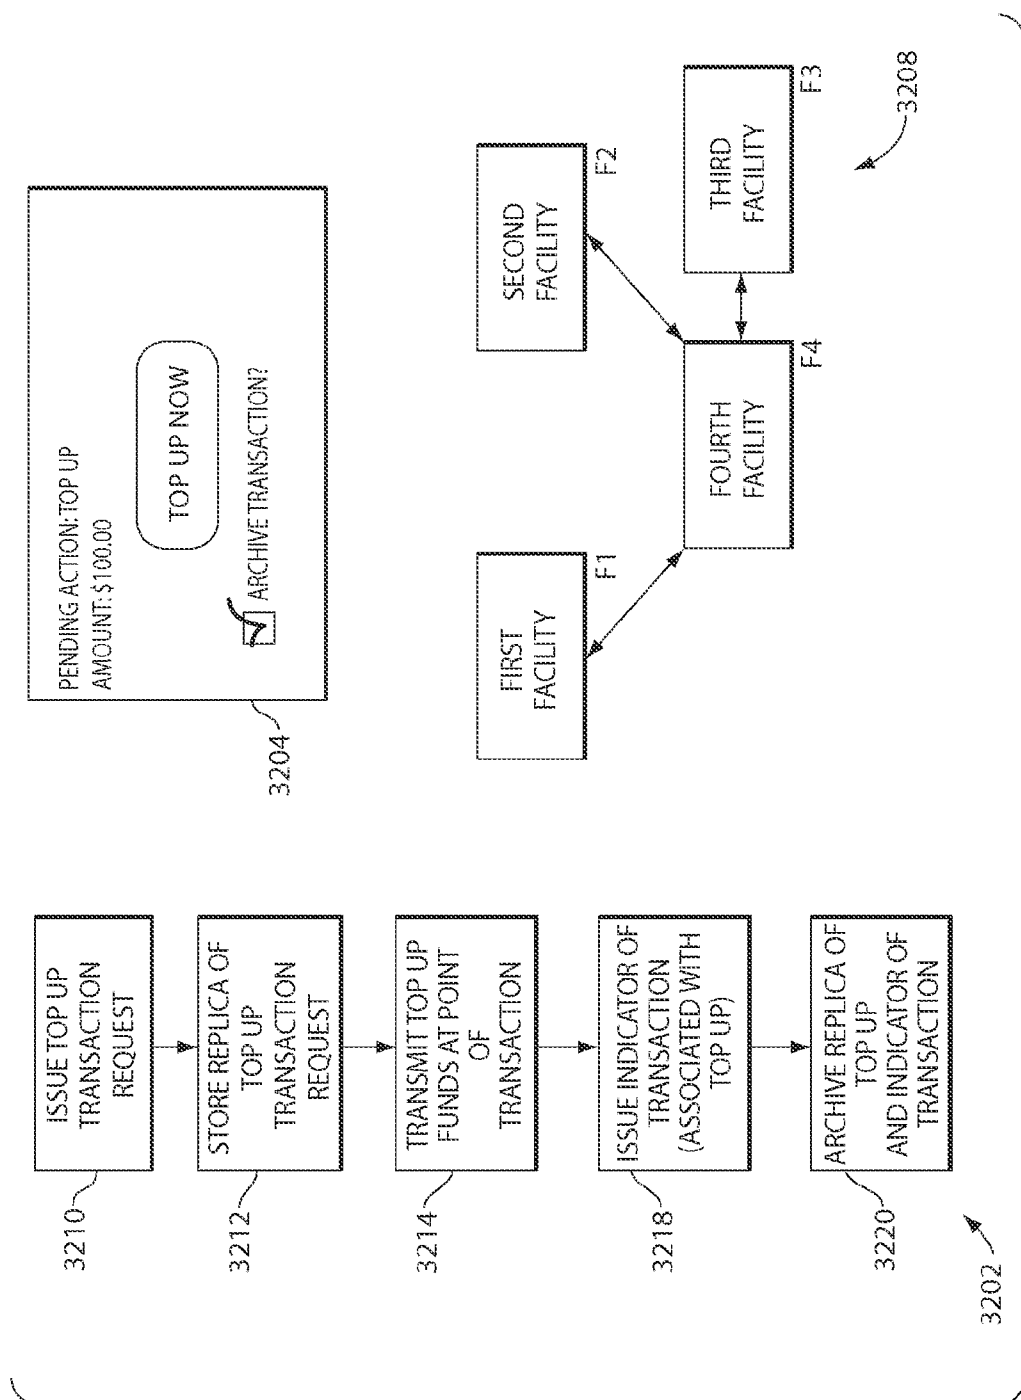 3210
ISSUE TOP UP
TRANSACTION
REQUEST
3212
STORE REPLICA OF
TOP UP
TRANSACTION
REQUEST
3214
TRANSMIT TOP UP
FUNDS AT POINT
OF
TRANSACTION
3218
ISSUE INDICATOR OF
TRANSACTION
(ASSOCIATED WITH
TOP UP)
3220
ARCHIVE REPLICA OF
TOP UP
AND INDICATOR OF
TRANSACTION
3202
PENDING ACTION: TOP UP
AMOUNT: $100.00
TOP UP NOW
ARCHIVE TRANSACTION?
3204
FIRST
FACILITY
F1
SECOND
FACILITY
F2
FOURTH
FACILITY
F4
THIRD
FACILITY
F3
3208